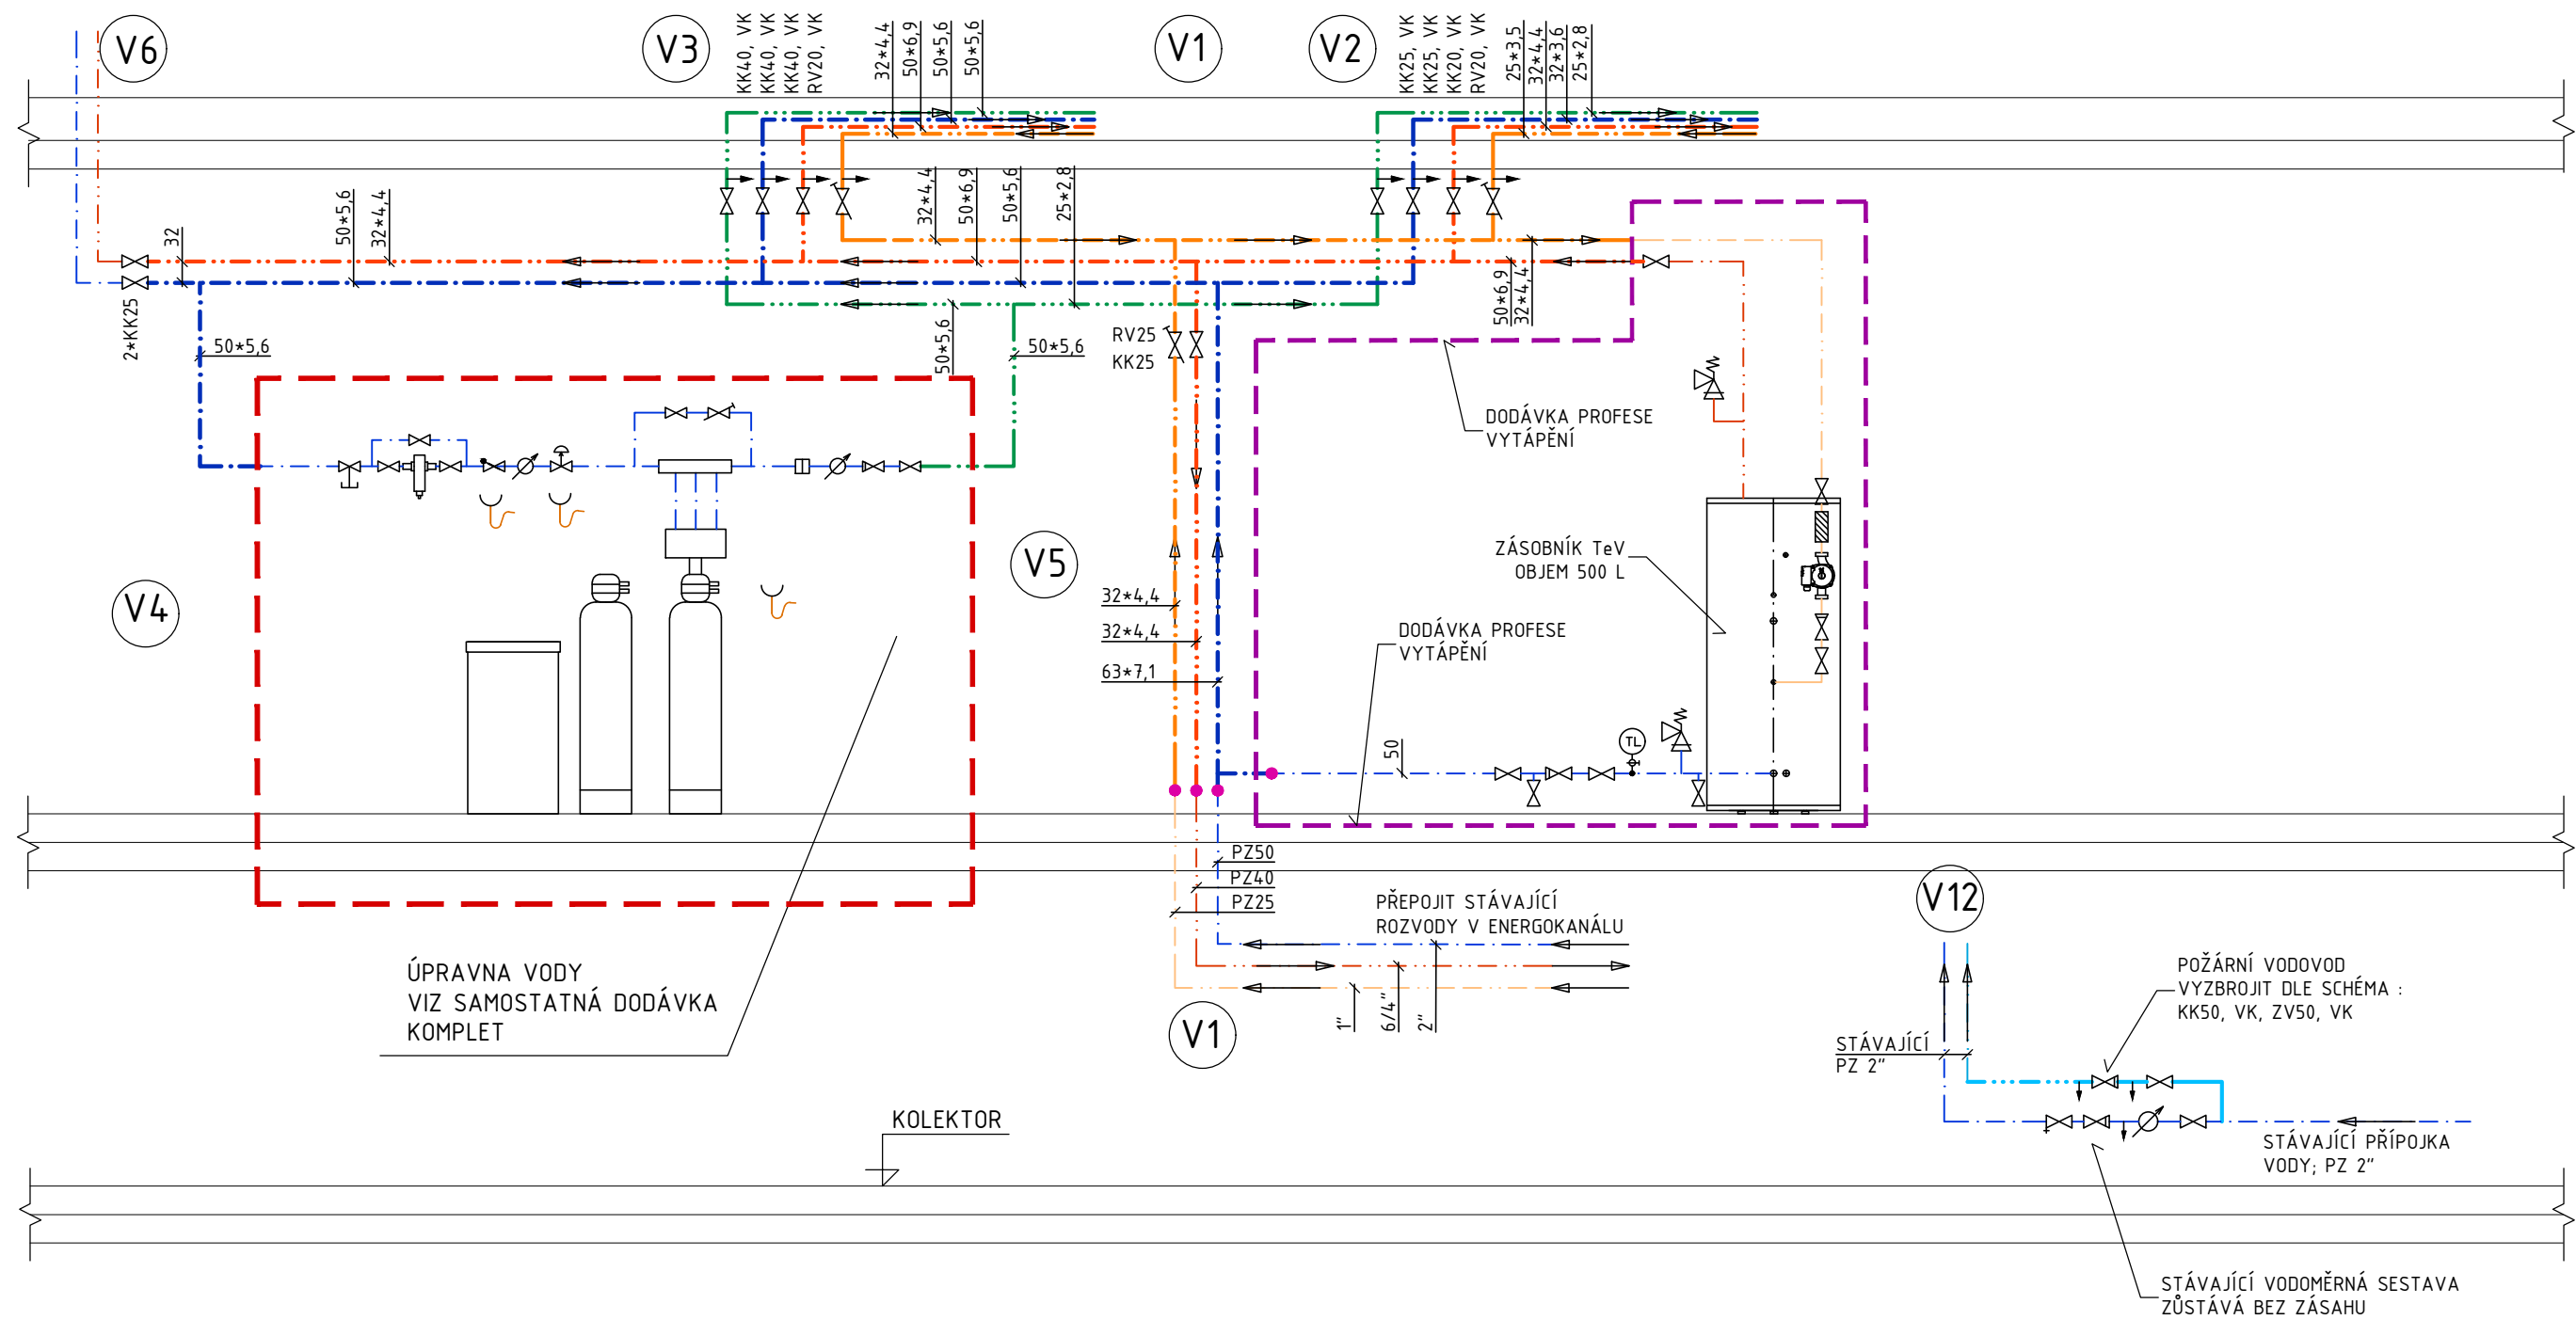 V6
V3
KK40, VK
KK40, VK
KK40, VK
RV20, VK
32*4,4
50*6,9
50*5,6
50*5,6
V1
V2
KK25, VK
KK25, VK
KK20, VK
RV20, VK
25*3,5
32*4,4
32*3,6
25*2,8
32
50*5,6
32*4,4
32*4,4
50*6,9
50*5,6
25*2,8
2*KK25
50*5,6
50*5,6
50*5,6
RV25
KK25
50*6,9
32*4,4
DODÁVKA PROFESE
VYTÁPĚNÍ
ZÁSOBNÍK TeV
OBJEM 500 L
V5
V4
32*4,4
32*4,4
63*7,1
DODÁVKA PROFESE
VYTÁPĚNÍ
50
TL
PZ50
PZ40
PZ25
PŘEPOJIT STÁVAJÍCÍ
ROZVODY V ENERGOKANÁLU
1"
6/4"
2"
V1
ÚPRAVNA VODY
VIZ SAMOSTATNÁ DODÁVKA
KOMPLET
V12
POŽÁRNÍ VODOVOD
VYZBROJIT DLE SCHÉMA :
KK50, VK, ZV50, VK
STÁVAJÍCÍ
PZ 2"
STÁVAJÍCÍ PŘÍPOJKA
VODY; PZ 2"
KOLEKTOR
STÁVAJÍCÍ VODOMĚRNÁ SESTAVA
ZŮSTÁVÁ BEZ ZÁSAHU